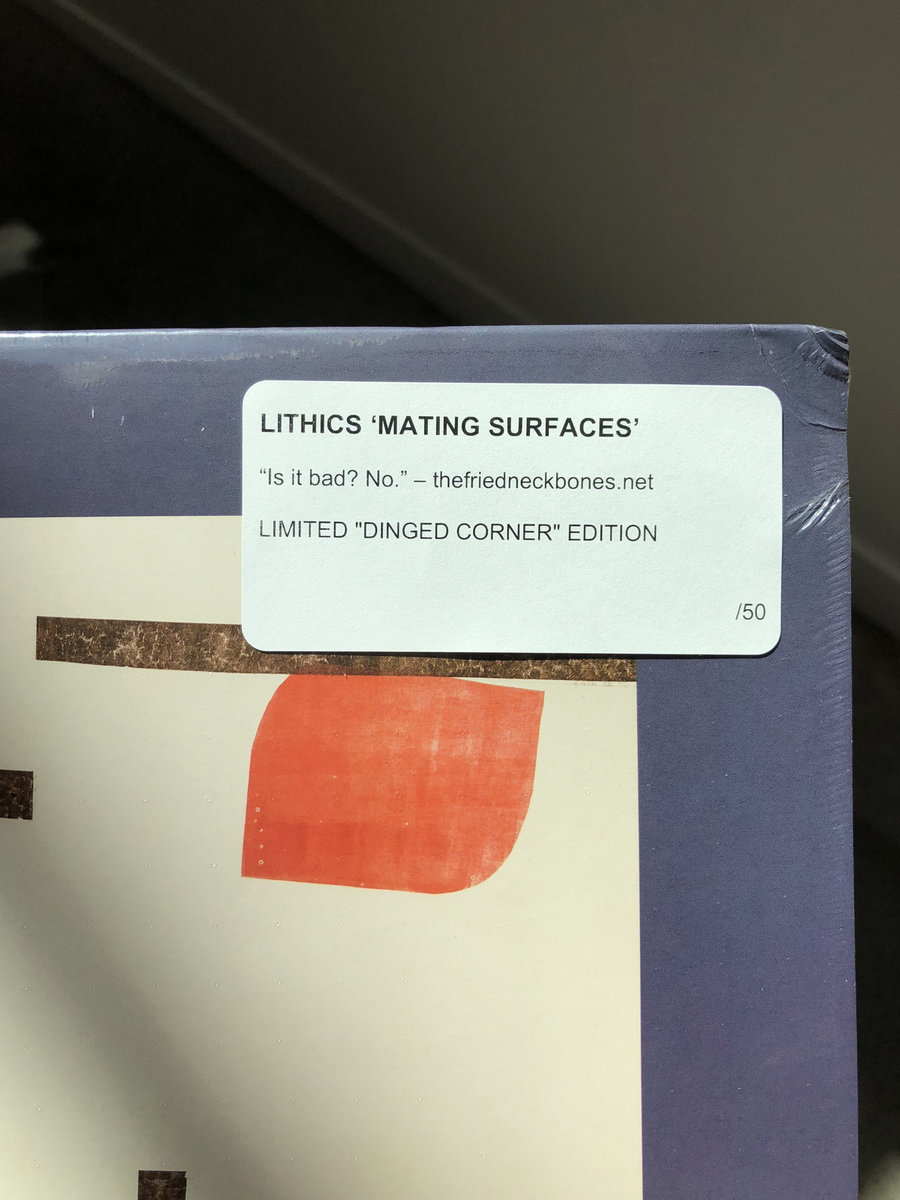 LITHICS ‘MATING SURFACES’
“Is it bad? No.” – thefriedneckbones.net
LIMITED "DINGED CORNER" EDITION
/50